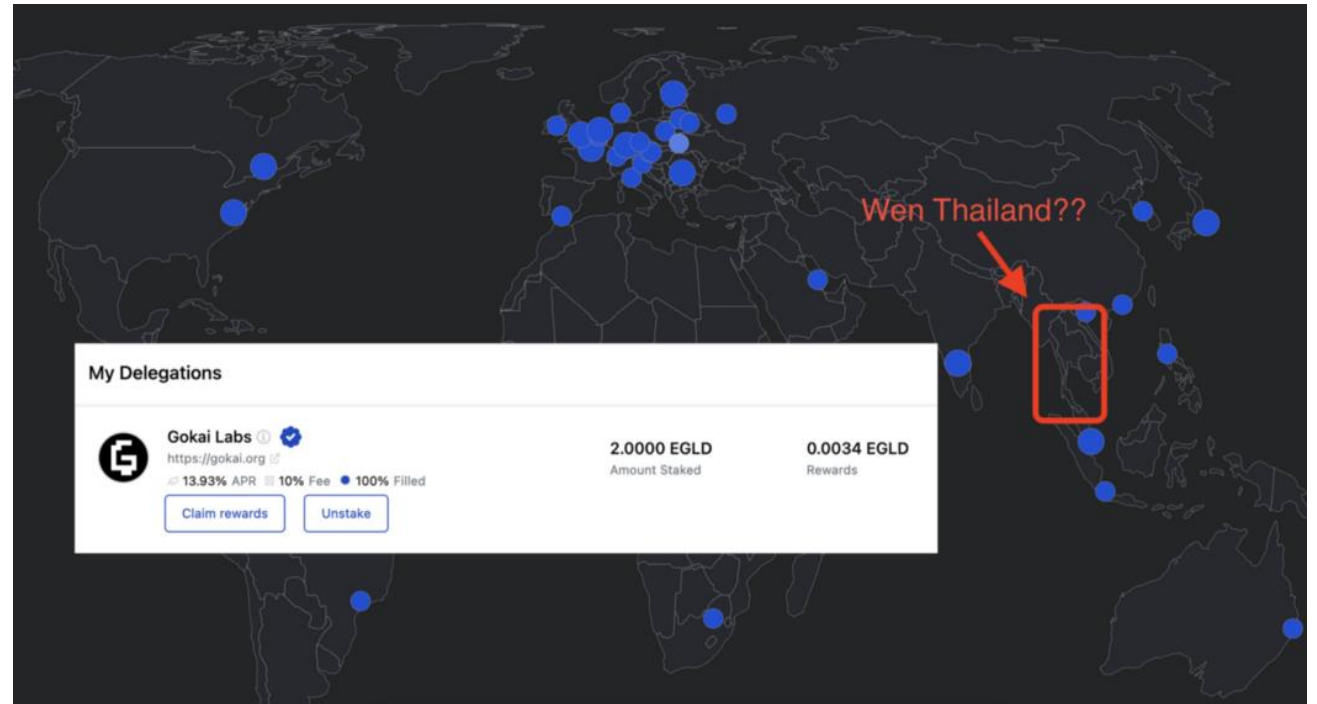 Wen Thailand??
My Delegations
Gokai Labs
https://gokai.org
13.93% APR 10% Fee 100% Filled
Claim rewards Unstake
2.0000 EGLD
Amount Staked
0.0034 EGLD
Rewards